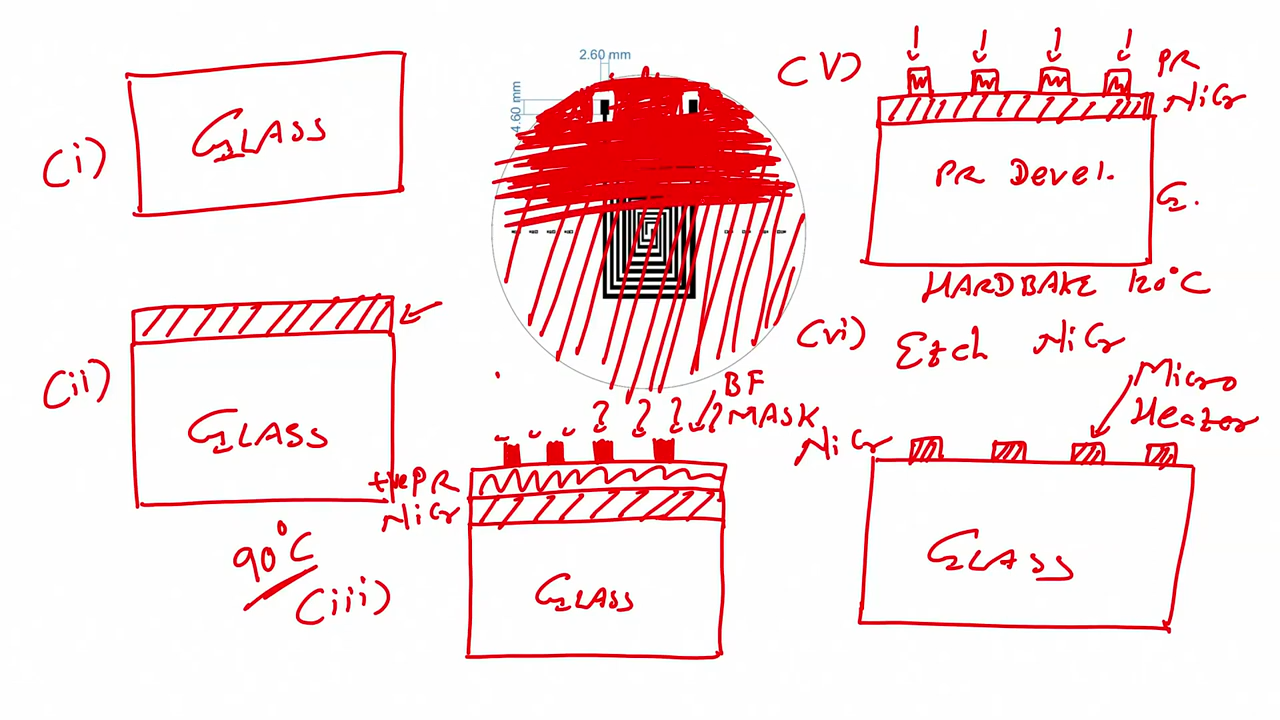 (i)
GLASS
(ii)
GLASS
90°C
(iii)
2.60 mm
4.60 mm
BF
MASK
+ve PR
NiCr
GLASS
(V)
PR
NiCr
PR Devel.
G.
HARDBAKE 120°C
(vi) Etch NiCr
Micro
Heater
NiCr
GLASS